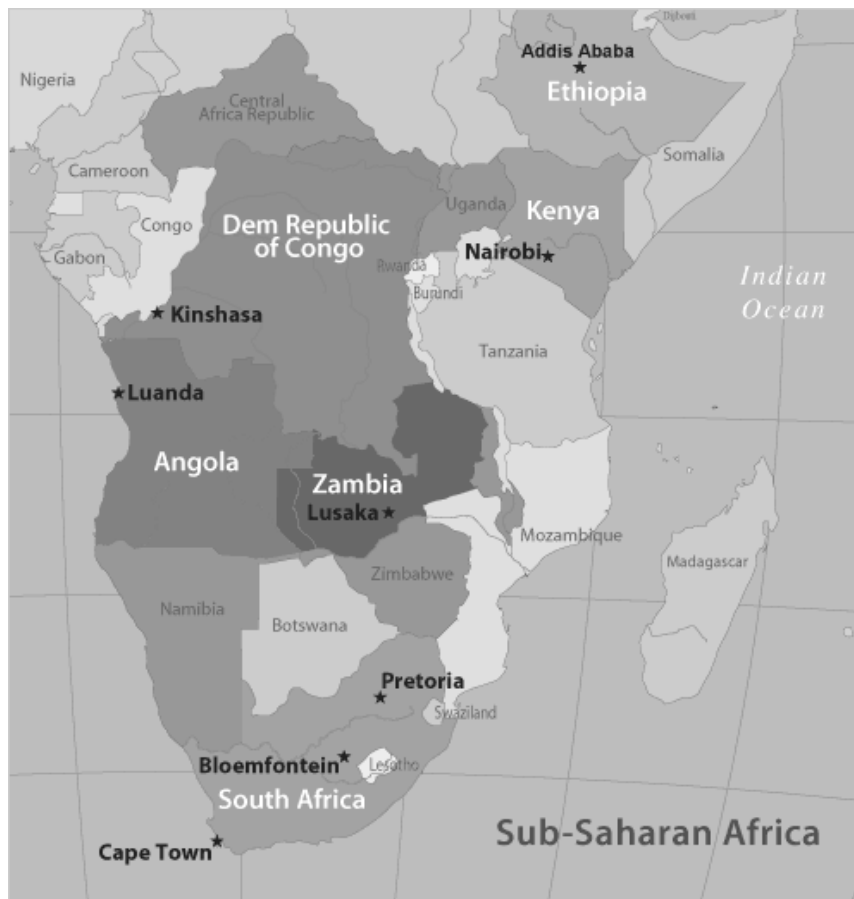 Djibouti
Addis Ababa
Nigeria
Ethiopia
Central
Africa Republic
Somalia
Cameroon
Uganda
Kenya
Dem Republic
of Congo
Congo
Nairobi
Gabon
Rwanda
Burundi
Indian
Ocean
Kinshasa
Tanzania
Luanda
Angola
Zambia
Lusaka
Mozambique
Madagascar
Zimbabwe
Namibia
Botswana
Pretoria
Swaziland
Bloemfontein
Lesotho
South Africa
Sub-Saharan Africa
Cape Town